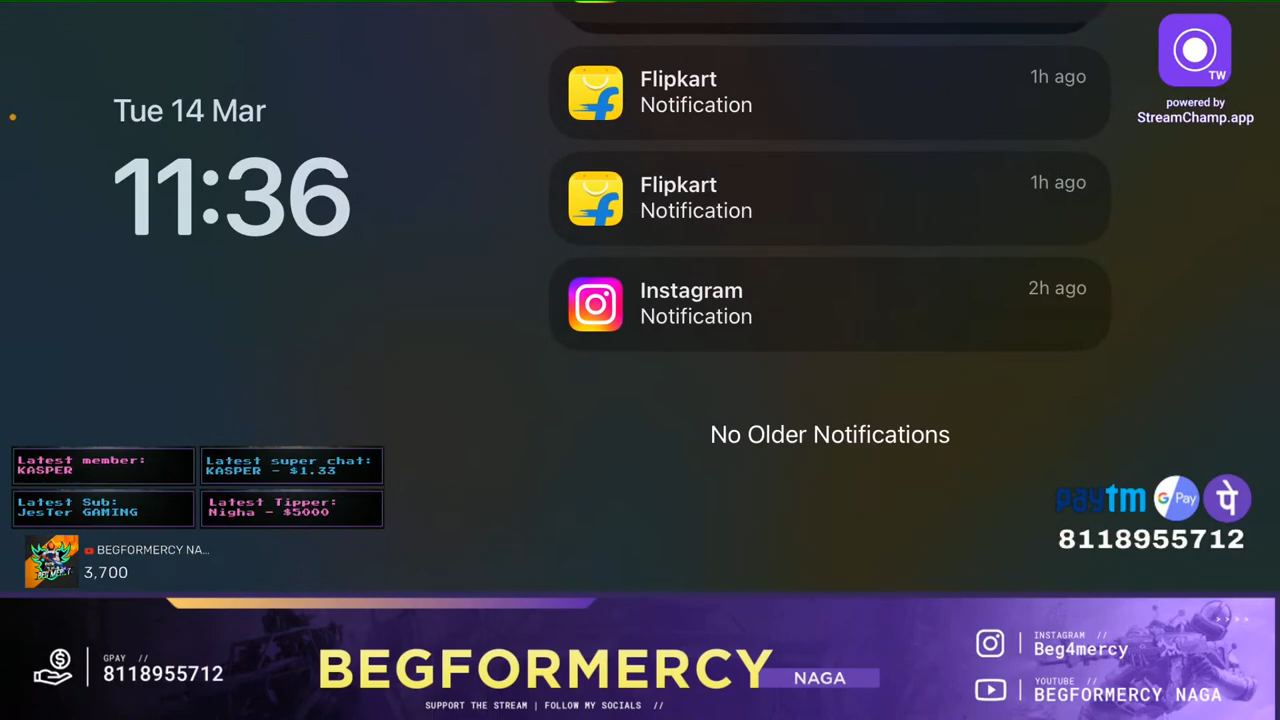 Tue 14 Mar
11:36
Flipkart
Notification
1h ago
Flipkart
Notification
1h ago
Instagram
Notification
2h ago
No Older Notifications
TW
powered by
StreamChamp.app
Latest member:
KASPER
Latest super chat:
KASPER - $1.33
Latest Sub:
JesTer GAMING
Latest Tipper:
Nigha - $5000
BEGFORMERCY NA...
3,700
paytm
G Pay
पे
8118955712
GPAY //
8118955712
BEGFORMERCY
NAGA
SUPPORT THE STREAM | FOLLOW MY SOCIALS //
>>>>
INSTAGRAM //
Beg4mercy
YOUTUBE //
BEGFORMERCY NAGA